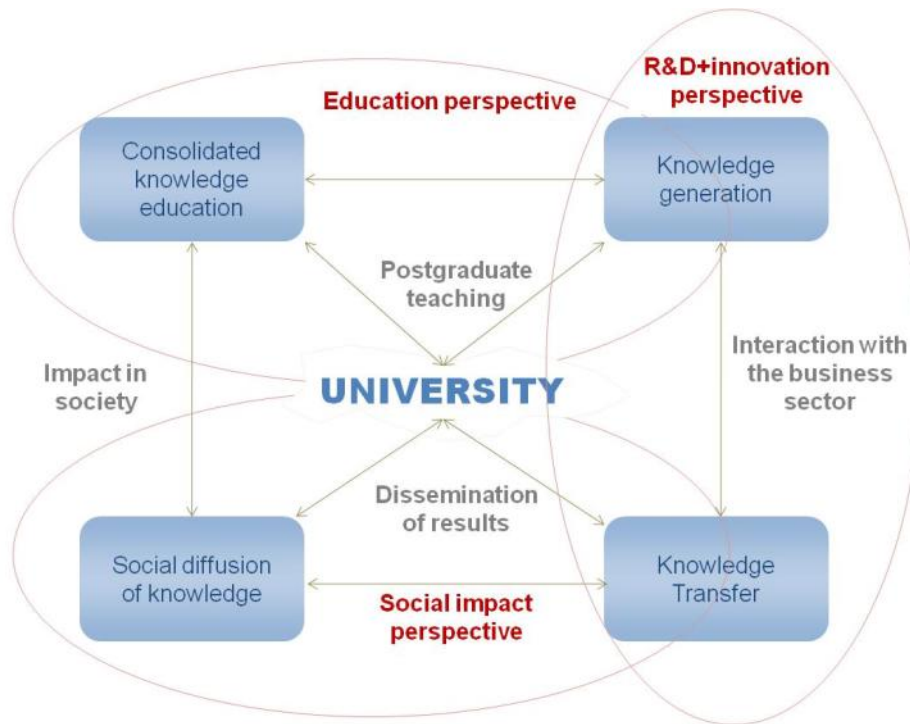 R&D+innovation
perspective
Education perspective
Consolidated
knowledge
education
Knowledge
generation
Postgraduate
teaching
Impact in
society
UNIVERSITY
Interaction with
the business
sector
Dissemination
of results
Social diffusion
of knowledge
Knowledge
Transfer
Social impact
perspective